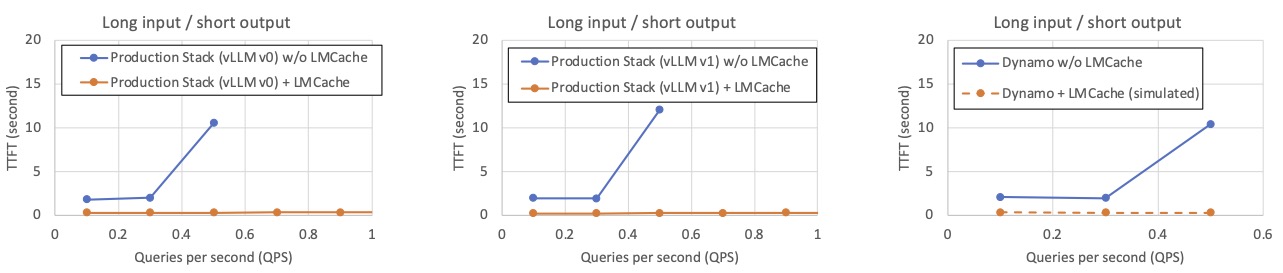 Long input / short output
20
15
10
5
0
TTFT (second)
Production Stack (vLLM v0) w/o LMCache
Production Stack (vLLM v0) + LMCache
0 0.2 0.4 0.6 0.8 1
Queries per second (QPS)
Long input / short output
20
15
10
5
0
TTFT (second)
Production Stack (vLLM v1) w/o LMCache
Production Stack (vLLM v1) + LMCache
0 0.2 0.4 0.6 0.8 1
Queries per second (QPS)
Long input / short output
20
15
10
5
0
TTFT (second)
Dynamo w/o LMCache
Dynamo + LMCache (simulated)
0 0.2 0.4 0.6
Queries per second (QPS)